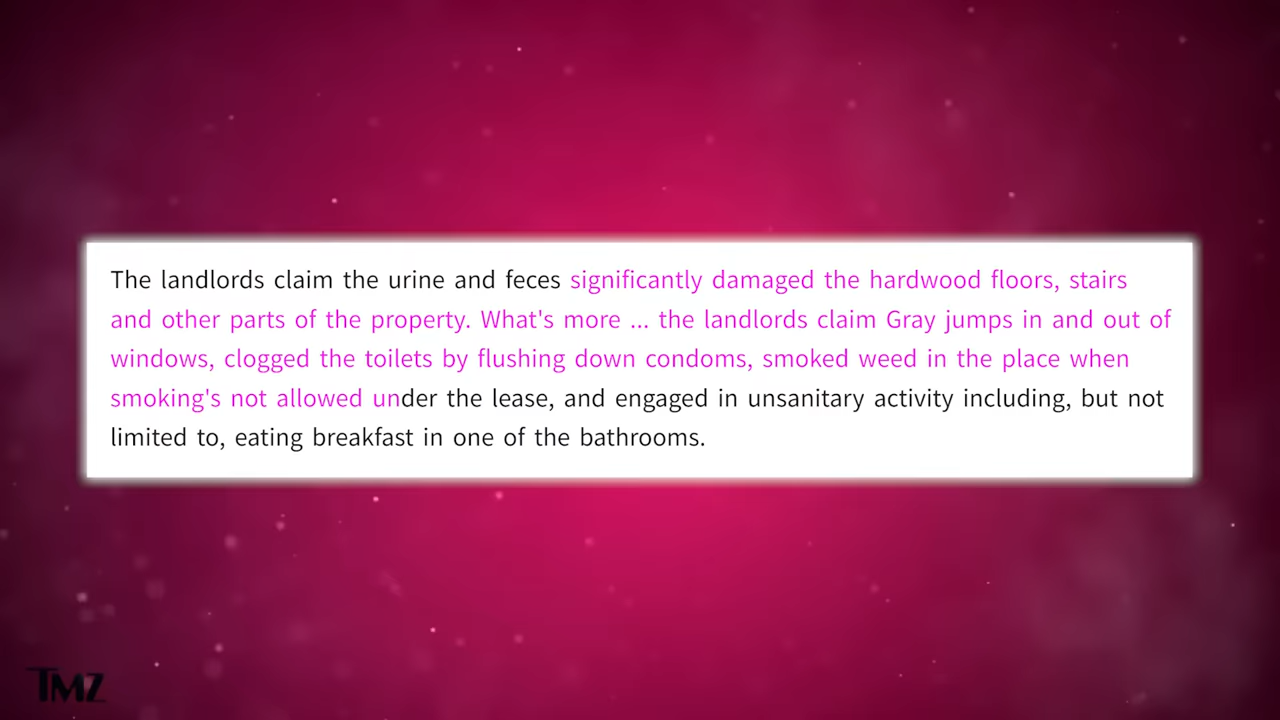 The landlords claim the urine and feces significantly damaged the hardwood floors, stairs
and other parts of the property. What's more ... the landlords claim Gray jumps in and out of
windows, clogged the toilets by flushing down condoms, smoked weed in the place when
smoking's not allowed under the lease, and engaged in unsanitary activity including, but not
limited to, eating breakfast in one of the bathrooms.
TMZ